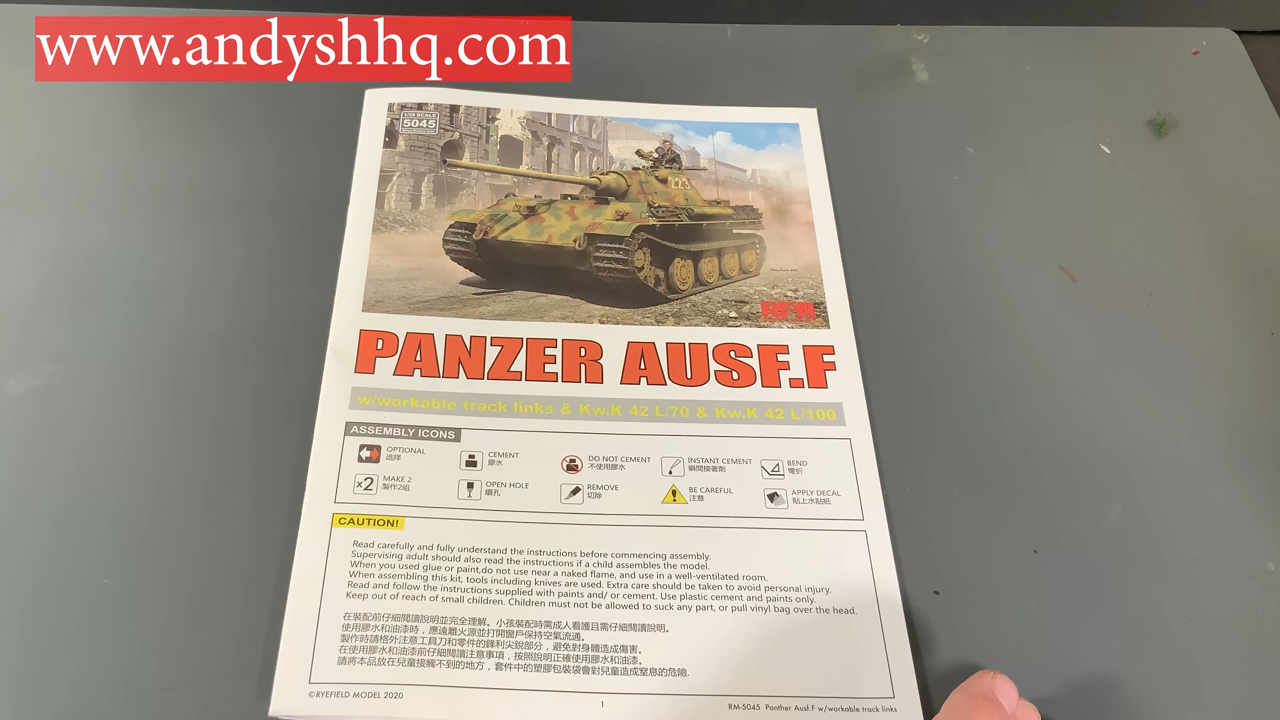 www.andyshhq.com
1/35 SCALE
5045
223
RFM
PANZER AUSF.F
w/workable track links & Kw.K 42 L/70 & Kw.K 42 L/100
ASSEMBLY ICONS
OPTIONAL
选择
CEMENT
膠水
DO NOT CEMENT
不使用膠水
INSTANT CEMENT
瞬間接著劑
BEND
彎折
x2
MAKE 2
製作2組
OPEN HOLE
鑽孔
REMOVE
切除
BE CAREFUL
注意
APPLY DECAL
貼上水貼紙
CAUTION!
Read carefully and fully understand the instructions before commencing assembly.
Supervising adult should also read the instructions if a child assembles the model.
When you used glue or paint,do not use near a naked flame, and use in a well-ventilated room.
When assembling this kit, tools including knives are used. Extra care should be taken to avoid personal injury.
Read and follow the instructions supplied with paints and/ or cement. Use plastic cement and paints only.
Keep out of reach of small children. Children must not be allowed to suck any part, or pull vinyl bag over the head.
在裝配前仔細閱讀說明並完全理解。小孩裝配時需成人看護且需仔細閱讀說明。
使用膠水和油漆時，應遠離火源並打開窗戶保持空氣流通。
製作時請格外注意工具刀和零件的鋒利尖銳部分，避免對身體造成傷害。
在使用膠水和油漆前仔細閱讀注意事項，按照說明正確使用膠水和油漆。
請將本品放在兒童接觸不到的地方，套件中的塑膠包裝袋會對兒童造成窒息的危險.
©RYEFIELD MODEL 2020
1
RM-5045 Panther Ausf.F w/workable track links